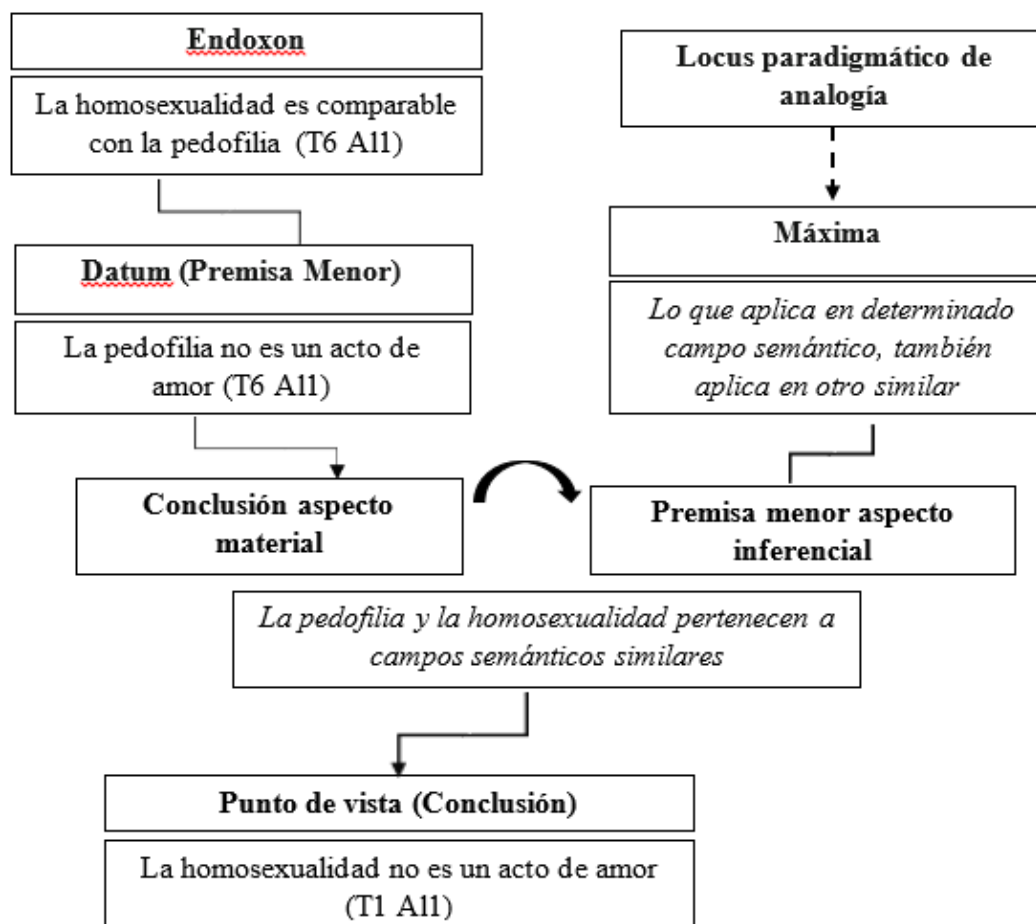 Endoxon
La homosexualidad es comparable
con la pedofilia (T6 Al1)
Locus paradigmático de
analogía
Máxima
Lo que aplica en determinado
campo semántico, también
aplica en otro similar
Datum (Premisa Menor)
La pedofilia no es un acto de
amor (T6 Al1)
Conclusión aspecto
material
Premisa menor aspecto
inferencial
La pedofilia y la homosexualidad pertenecen a
campos semánticos similares
Punto de vista (Conclusión)
La homosexualidad no es un acto de amor
(T1 Al1)